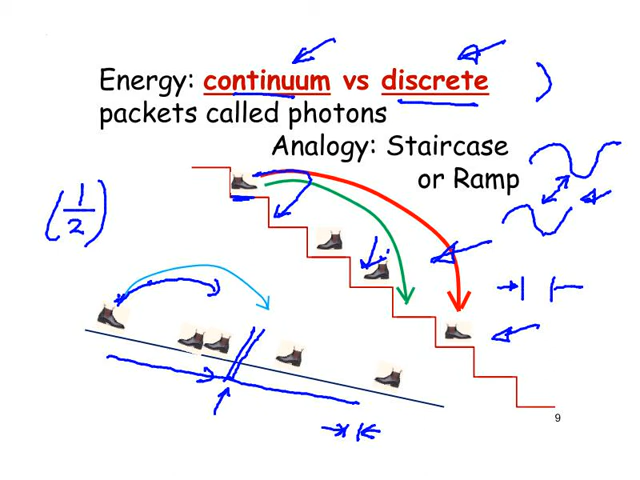 Energy: continuum vs discrete
packets called photons
Analogy: Staircase
or Ramp
(1/2)
9